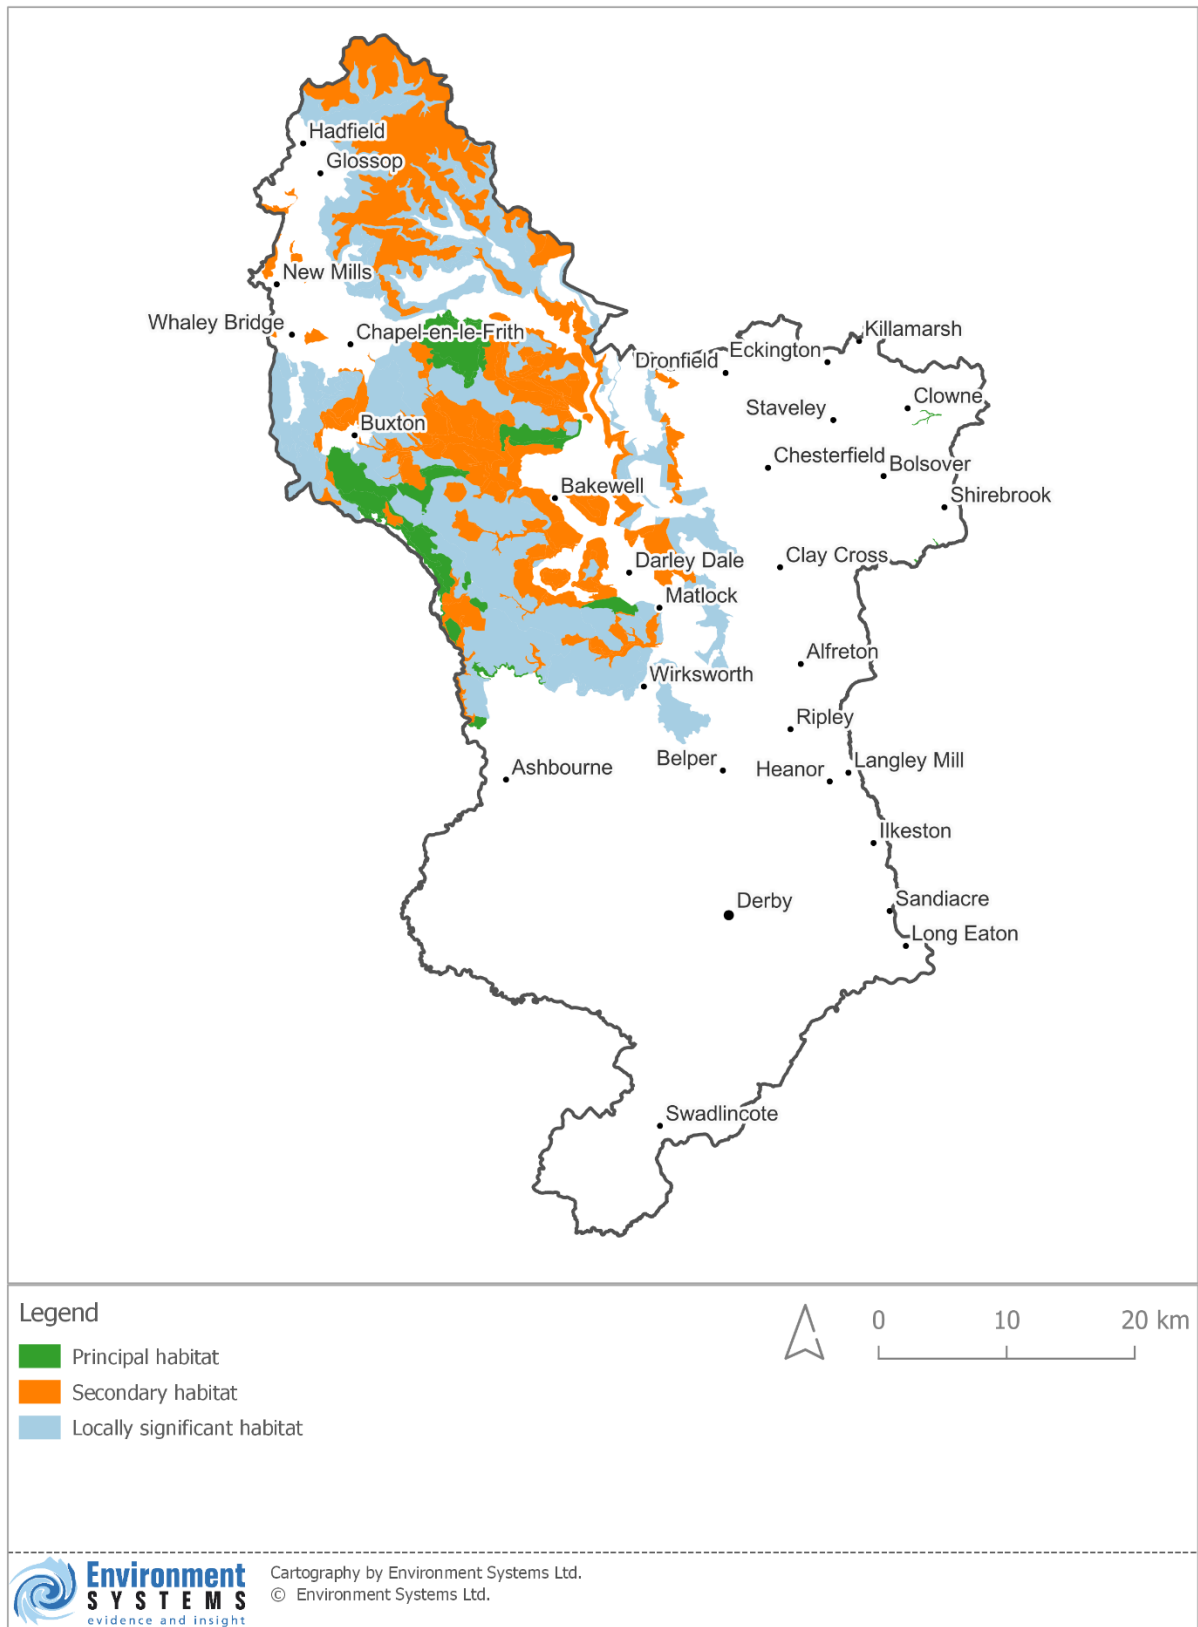 Hadfield
Glossop
New Mills
Whaley Bridge
Chapel-en-le-Frith
Killamarsh
Dronfield
Eckington
Clowne
Staveley
Buxton
Chesterfield
Bolsover
Bakewell
Shirebrook
Darley Dale
Clay Cross
Matlock
Alfreton
Wirksworth
Ripley
Belper
Langley Mill
Ashbourne
Heanor
Ilkeston
Derby
Sandiacre
Long Eaton
Swadlincote
Legend
Principal habitat
Secondary habitat
Locally significant habitat
0 10 20 km
Environment
SYSTEMS
evidence and insight
Cartography by Environment Systems Ltd.
© Environment Systems Ltd.